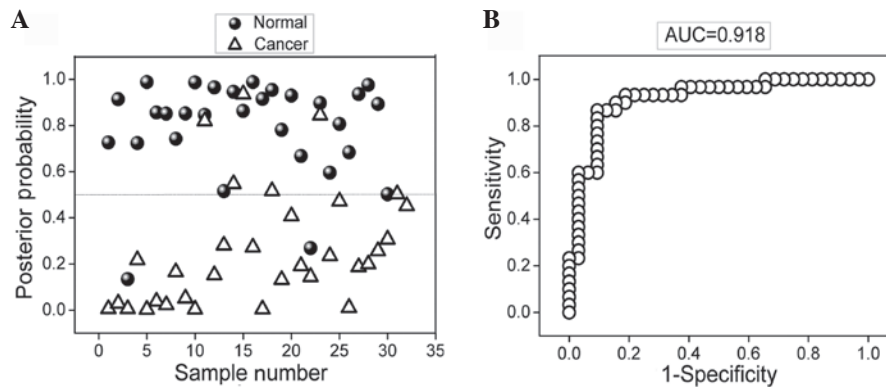 A
Normal
Cancer
Posterior probability
1.0
0.8
0.6
0.4
0.2
0.0
0 5 10 15 20 25 30 35
Sample number
B
AUC=0.918
Sensitivity
1.0
0.8
0.6
0.4
0.2
0.0
0.0 0.2 0.4 0.6 0.8 1.0
1-Specificity